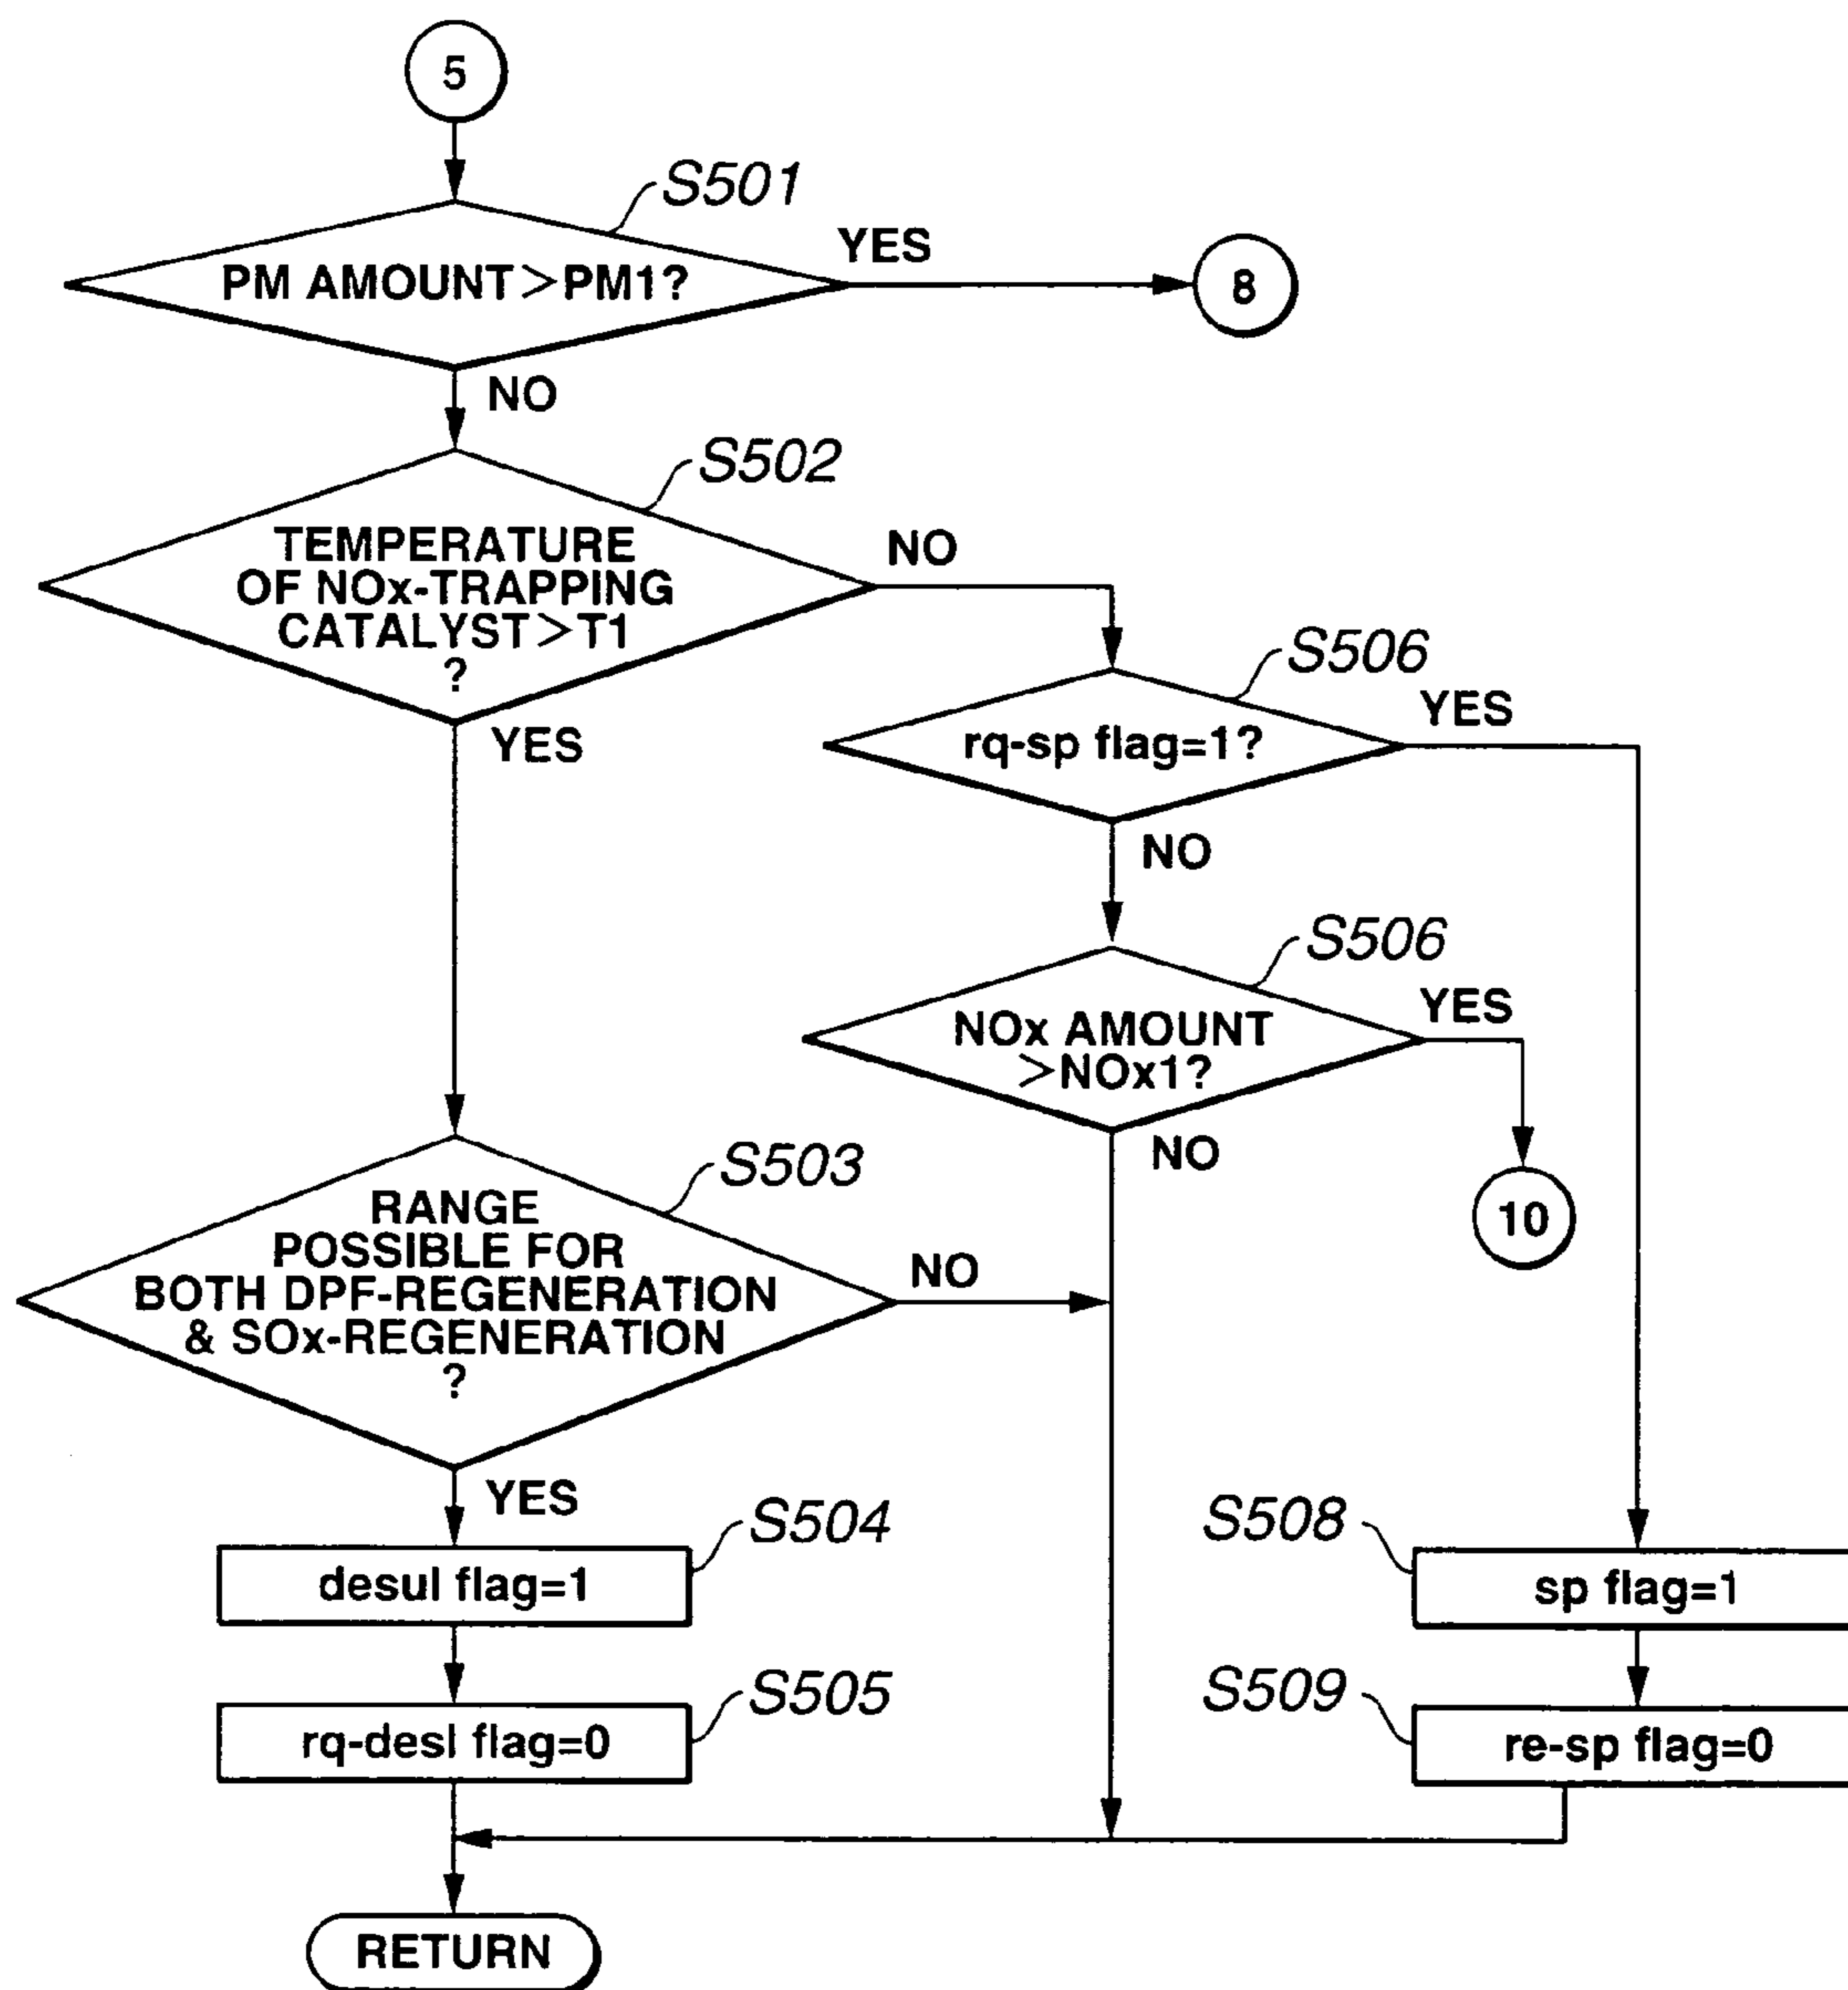 5
S501
PM AMOUNT>PM1?
YES
8
NO
S502
TEMPERATURE
OF NOx-TRAPPING
CATALYST>T1
?
NO
YES
S506
rq-sp flag=1?
YES
NO
S506
NOx AMOUNT
>NOx1?
YES
NO
10
S503
RANGE
POSSIBLE FOR
BOTH DPF-REGENERATION
& SOx-REGENERATION
?
NO
YES
S504
desul flag=1
S508
sp flag=1
S505
rq-desl flag=0
S509
re-sp flag=0
RETURN